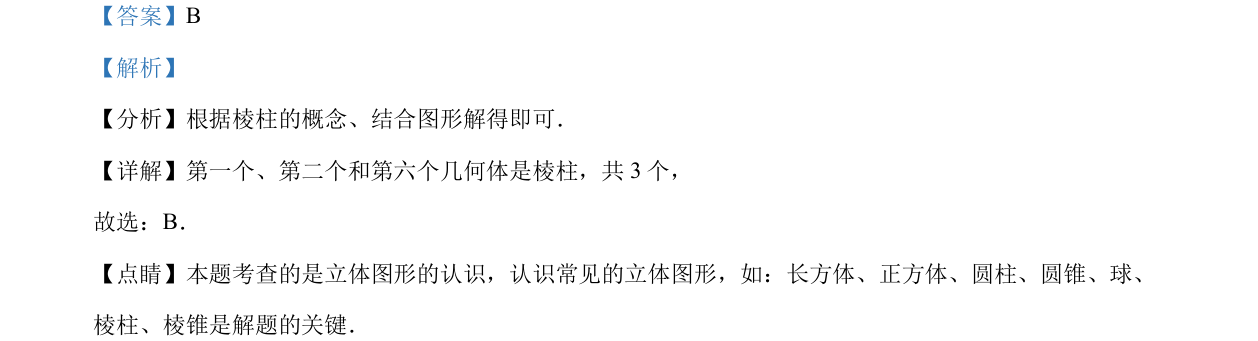 【答案】B
【解析】
【分析】根据棱柱的概念、结合图形解得即可．
【详解】第一个、第二个和第六个几何体是棱柱，共 3 个，
故选：B．
【点睛】本题考查的是立体图形的认识，认识常见的立体图形，如：长方体、正方体、圆柱、圆锥、球、
棱柱、棱锥是解题的关键．